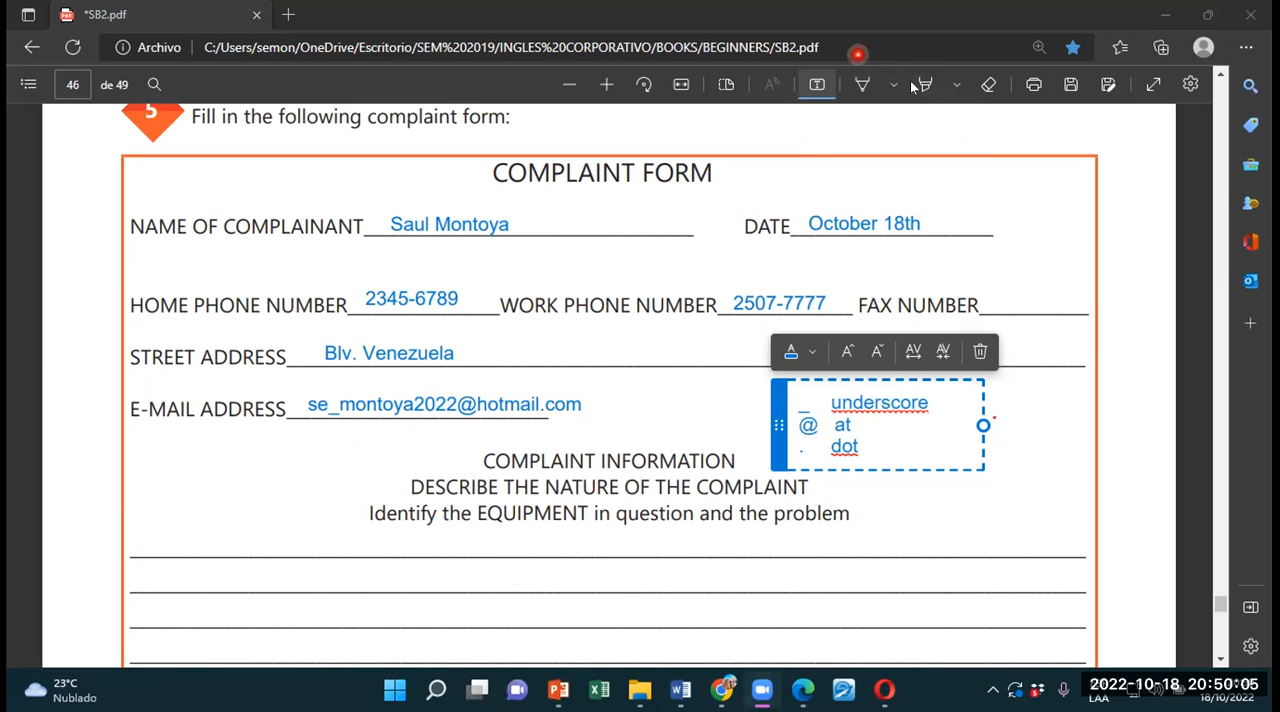 *SB2.pdf
Archivo
C:/Users/semon/OneDrive/Escritorio/SEM%202019/INGLES%20CORPORATIVO/BOOKS/BEGINNERS/SB2.pdf
46 de 49
5 Fill in the following complaint form:
COMPLAINT FORM
NAME OF COMPLAINANT Saul Montoya DATE October 18th
HOME PHONE NUMBER 2345-6789 WORK PHONE NUMBER 2507-7777 FAX NUMBER
STREET ADDRESS Blv. Venezuela
E-MAIL ADDRESS se_montoya2022@hotmail.com
_ underscore
@ at
. dot
COMPLAINT INFORMATION
DESCRIBE THE NATURE OF THE COMPLAINT
Identify the EQUIPMENT in question and the problem
23°C
Nublado
2022-10-18 20:50:05
LAA
18/10/2022